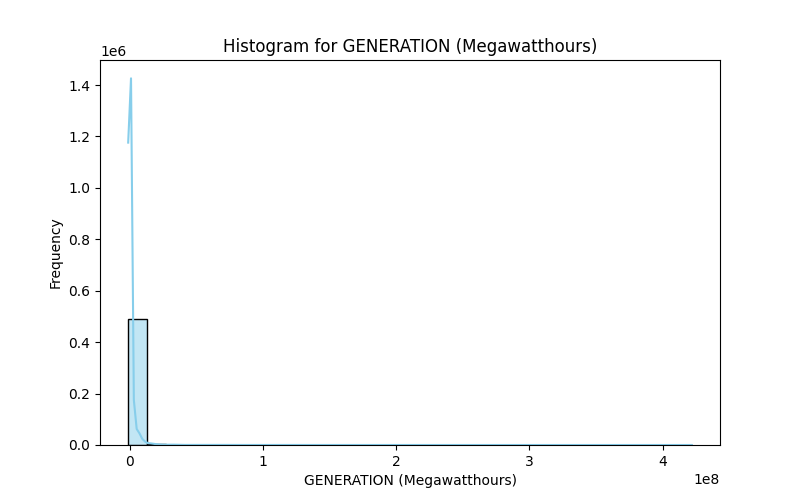 Histogram for GENERATION (Megawatthours)
1e6
1.4
1.2
1.0
0.8
0.6
0.4
0.2
0.0
Frequency
0 1 2 3 4
1e8
GENERATION (Megawatthours)